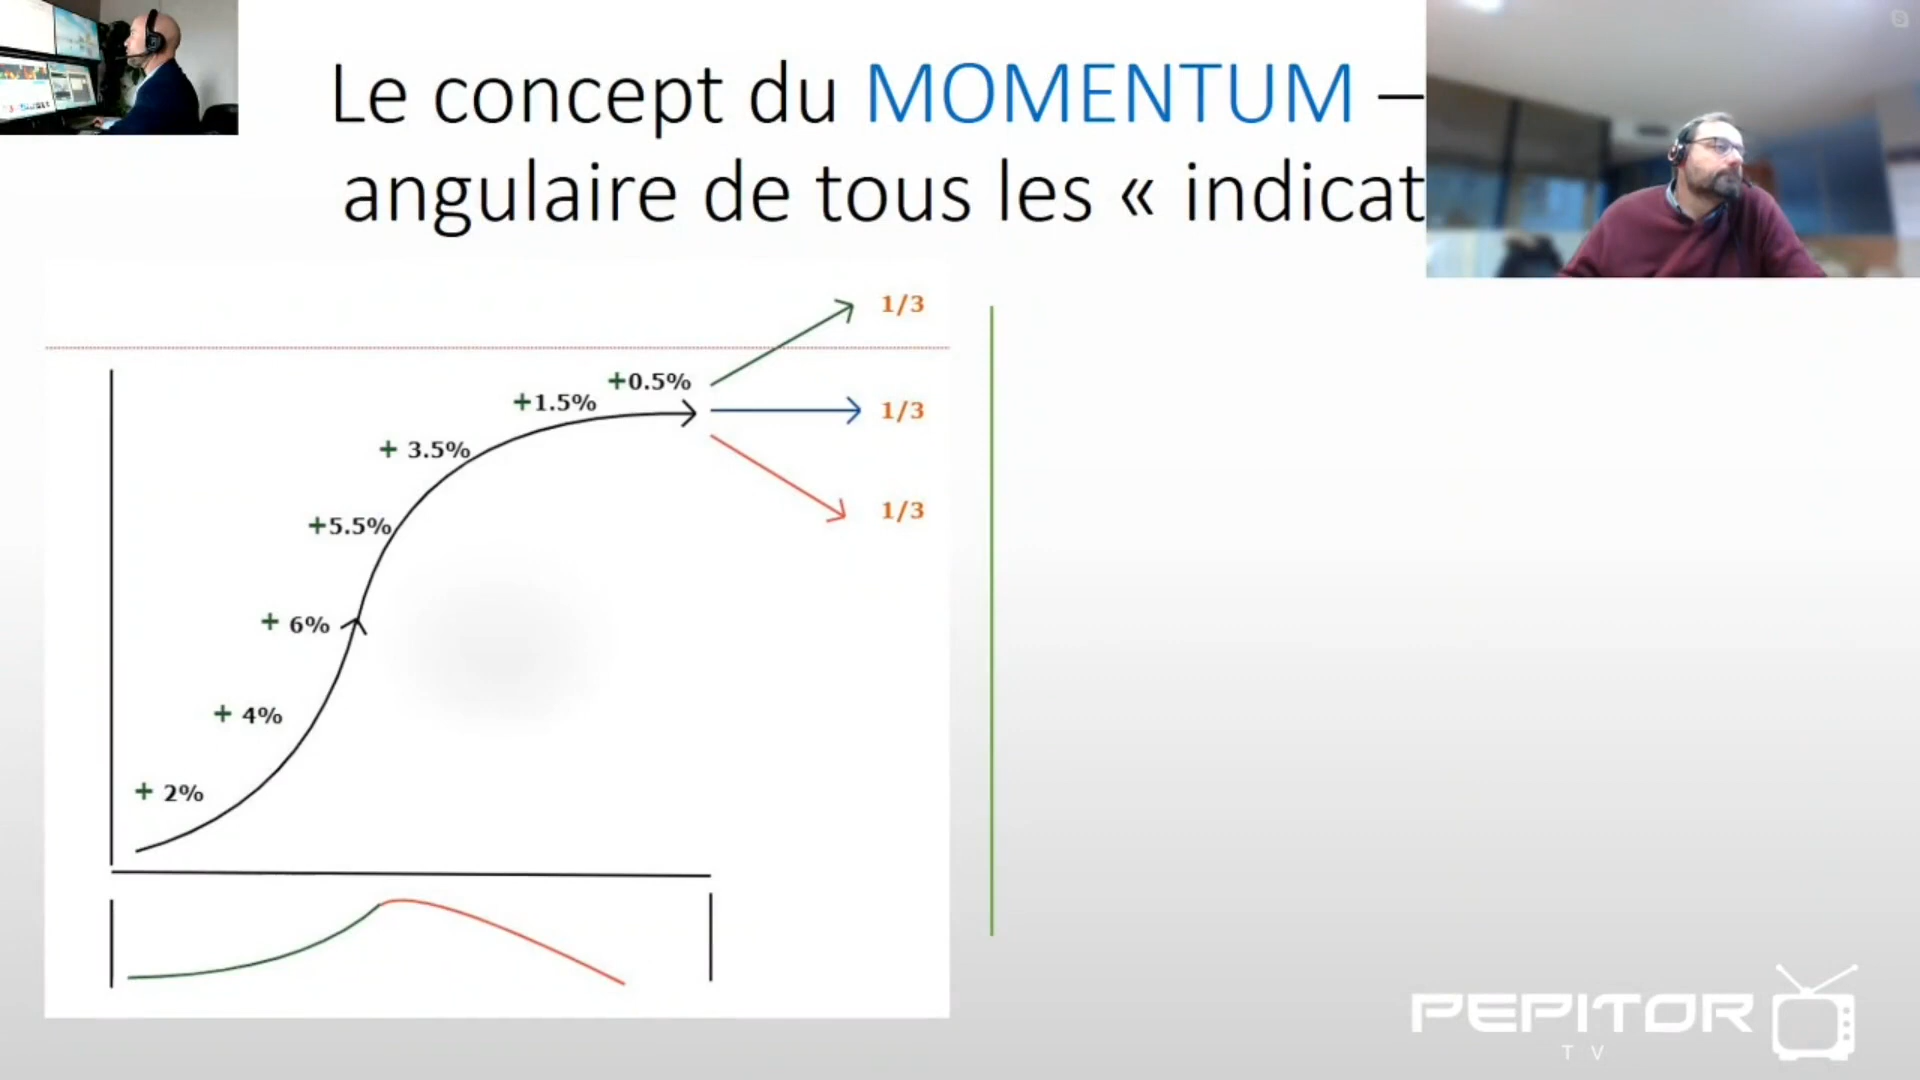 Le concept du MOMENTUM –
angulaire de tous les « indicat
1/3
+0.5%
+1.5%
1/3
+ 3.5%
1/3
+5.5%
+ 6%
+ 4%
+ 2%
PEPITOR
TV